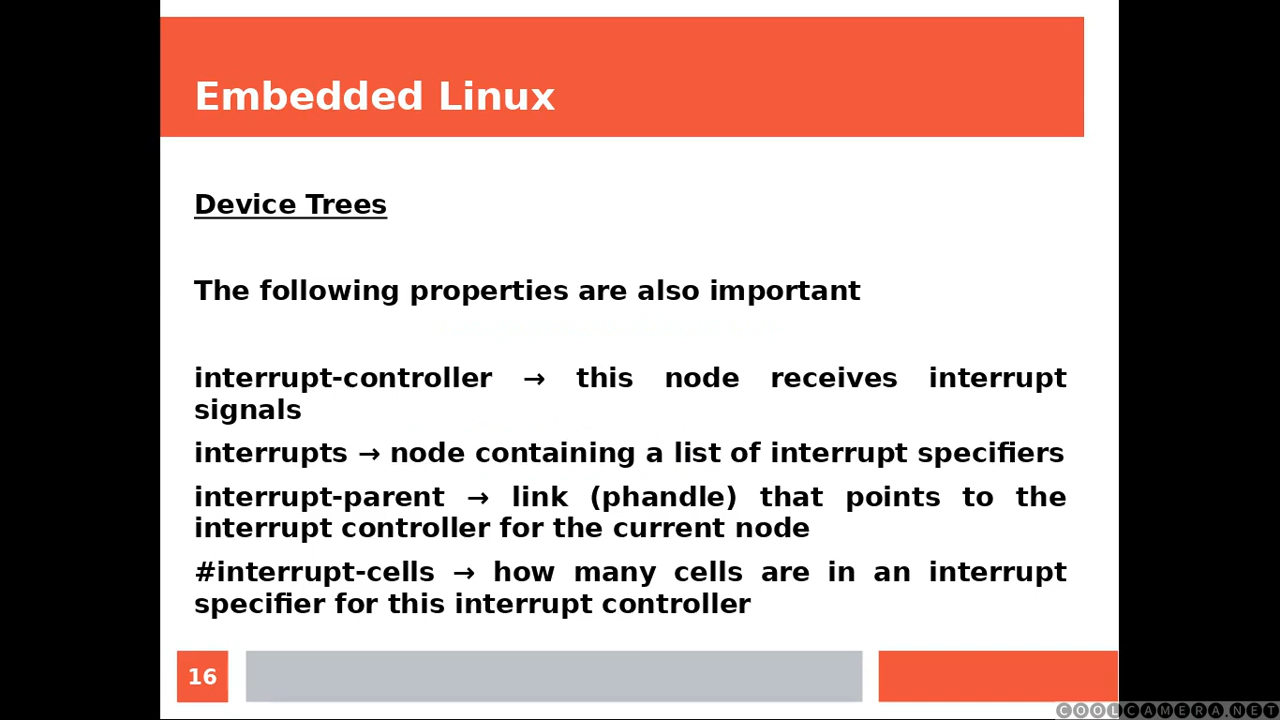 Embedded Linux
Device Trees
The following properties are also important
interrupt-controller → this node receives interrupt
signals
interrupts → node containing a list of interrupt specifiers
interrupt-parent → link (phandle) that points to the
interrupt controller for the current node
#interrupt-cells → how many cells are in an interrupt
specifier for this interrupt controller
16
COOLCAMERA.NET